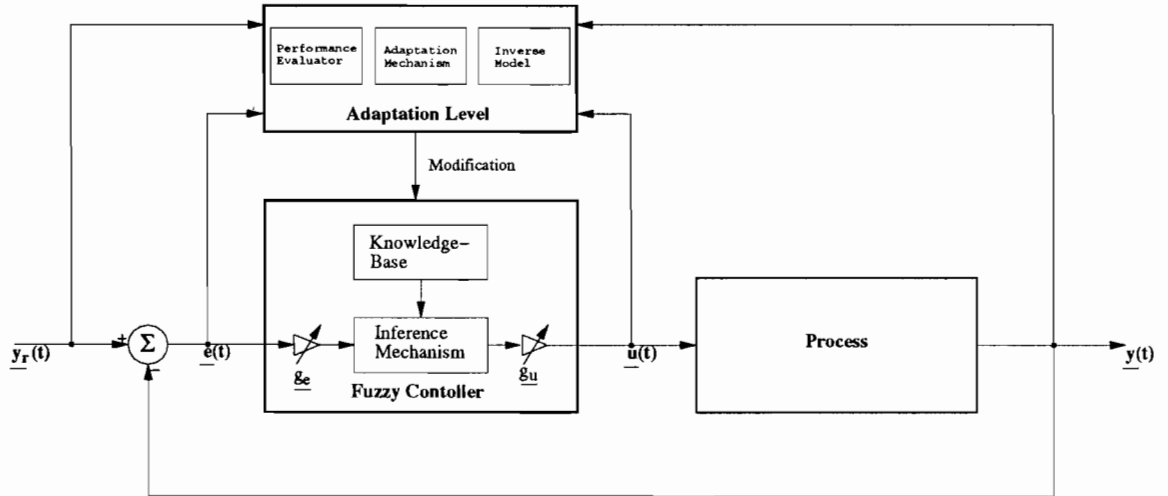 Performance
Evaluator
Adaptation
Mechanism
Inverse
Model
Adaptation Level
Modification
Knowledge-
Base
Inference
Mechanism
Fuzzy Contoller
Process
y_r(t)
+
Σ
-
e(t)
g_e
g_u
u(t)
y(t)